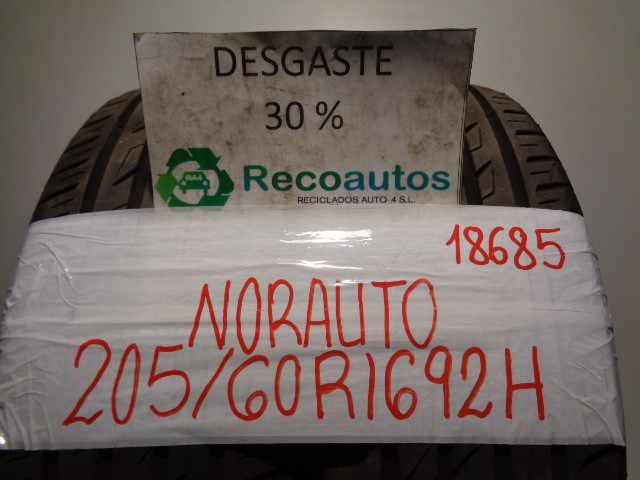 DESGASTE
30 %
RA4
Recoautos
RECICLADOS AUTO 4 S.L.
18685
NORAUTO
205/60R1692H